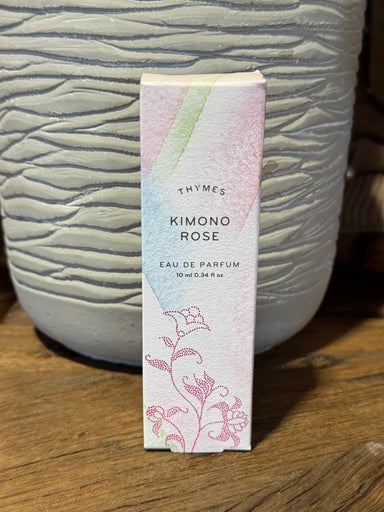 THYMES
KIMONO
ROSE
EAU DE PARFUM
10 ml 0.34 fl oz